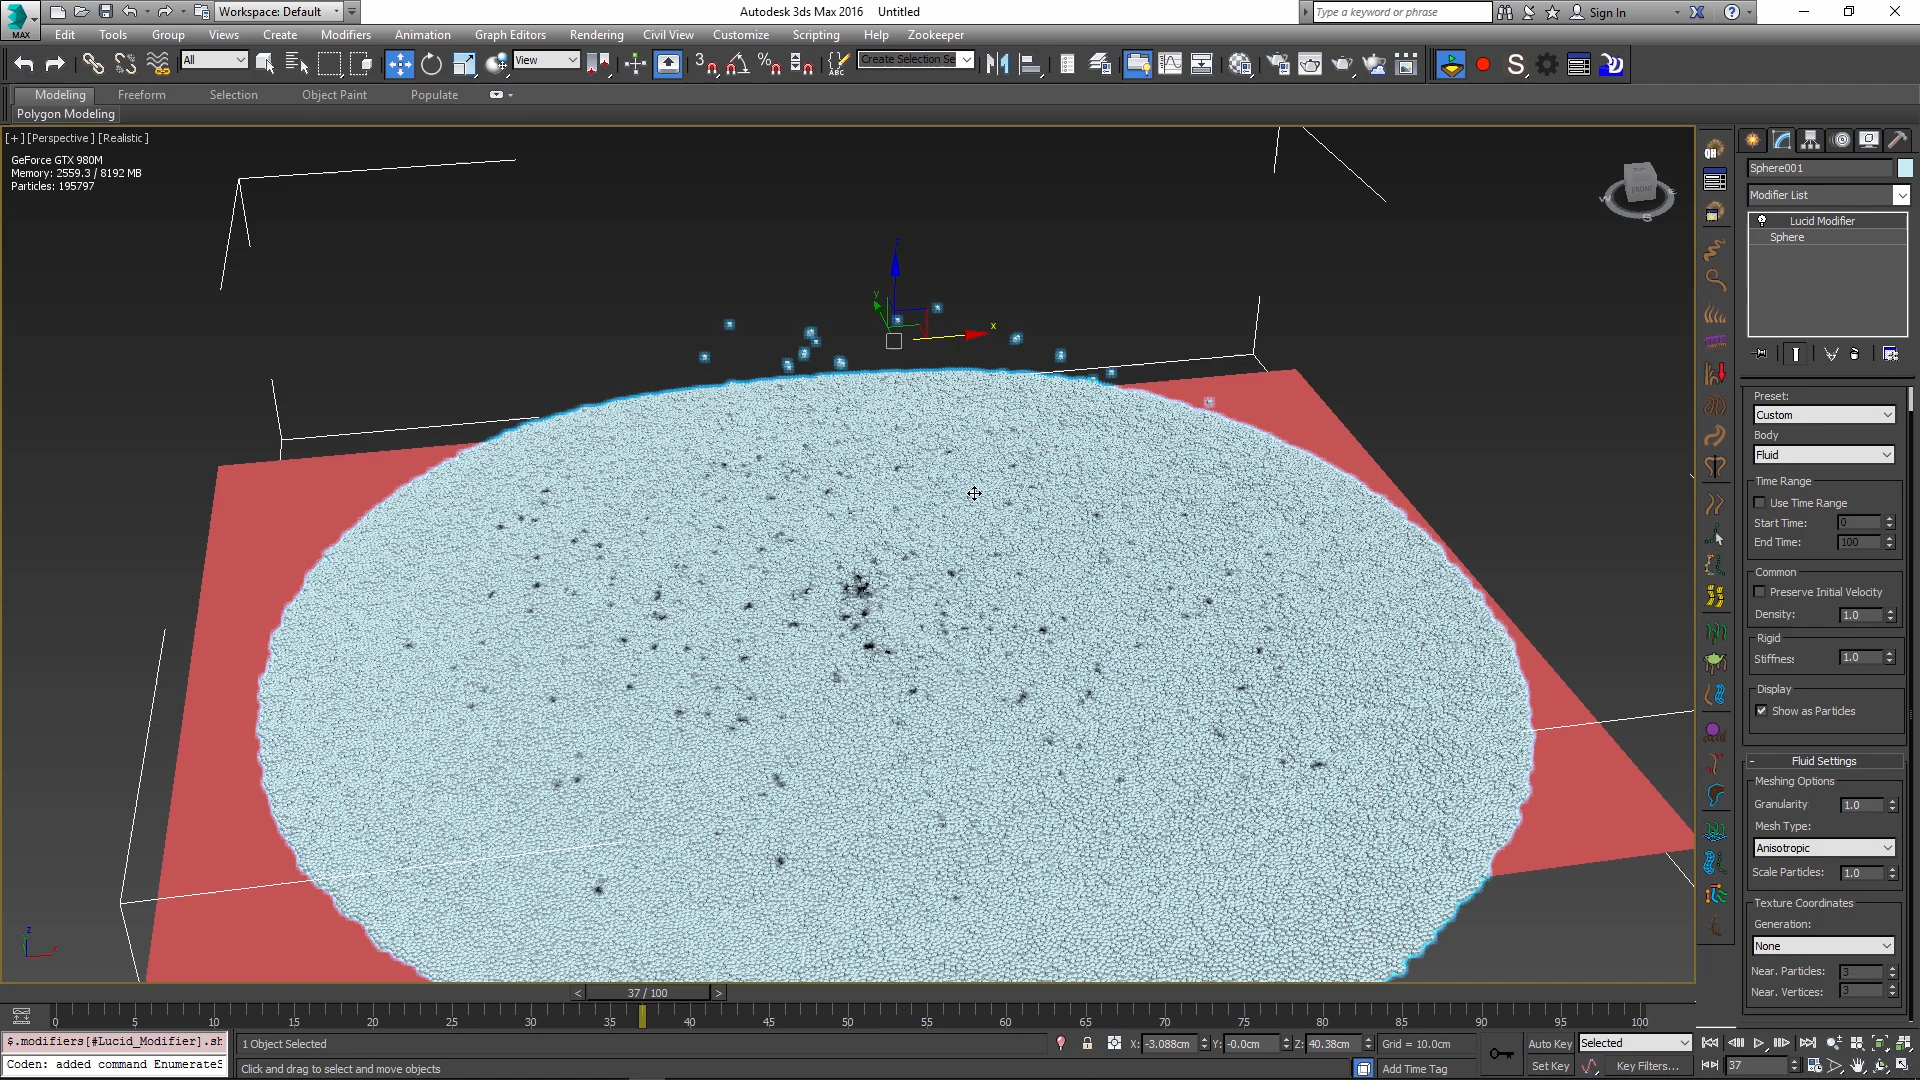 MAX
Workspace: Default
Autodesk 3ds Max 2016 Untitled
Type a keyword or phrase
Sign In
Edit Tools Group Views Create Modifiers Animation Graph Editors Rendering Civil View Customize Scripting Help Zookeeper
All
View
3
ABC
Create Selection Se
S
Modeling Freeform Selection Object Paint Populate
Polygon Modeling
[+] [Perspective] [Realistic]
GeForce GTX 980M
Memory: 2559.3 / 8192 MB
Particles: 195797
FRONT
W
S
z
y
x
QH
Sphere001
Modifier List
Lucid Modifier
Sphere
Preset:
Custom
Body
Fluid
Time Range
Use Time Range
Start Time: 0
End Time: 100
Common
Preserve Initial Velocity
Density: 1.0
Rigid
Stiffness: 1.0
Display
Show as Particles
- Fluid Settings
Meshing Options
Granularity 1.0
Mesh Type:
Anisotropic
Scale Particles: 1.0
Texture Coordinates
Generation:
None
Near. Particles: 3
Near. Vertices: 3
z
x
< 37 / 100 >
0 5 10 15 20 25 30 35 40 45 50 55 60 65 70 75 80 85 90 95 100
$.modifiers[#Lucid_Modifier].sh
1 Object Selected
X: -3.088cm Y: -0.0cm Z: 40.38cm Grid = 10.0cm
Auto Key Selected
Coden: added command EnumerateS
Click and drag to select and move objects
Add Time Tag
Set Key Key Filters...
37